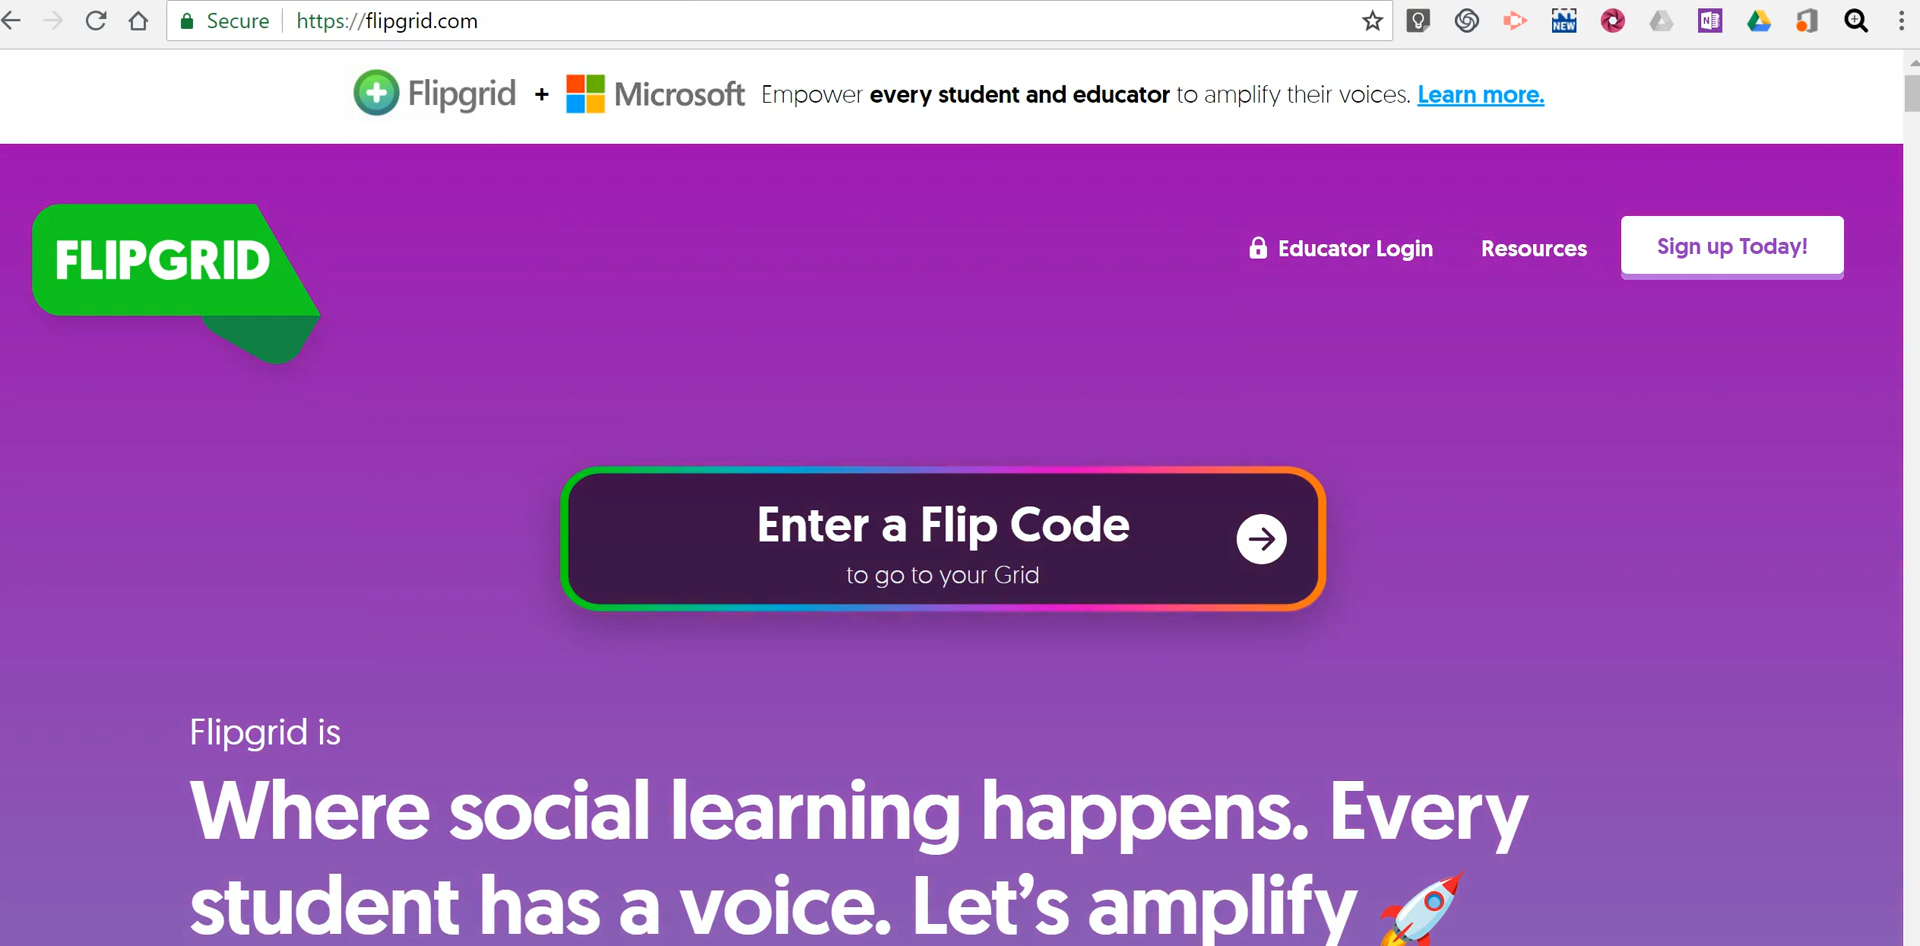 Secure https://flipgrid.com
NEW
N
Flipgrid + Microsoft Empower every student and educator to amplify their voices. Learn more.
FLIPGRID
Educator Login Resources Sign up Today!
Enter a Flip Code
to go to your Grid
Flipgrid is
Where social learning happens. Every
student has a voice. Let's amplify